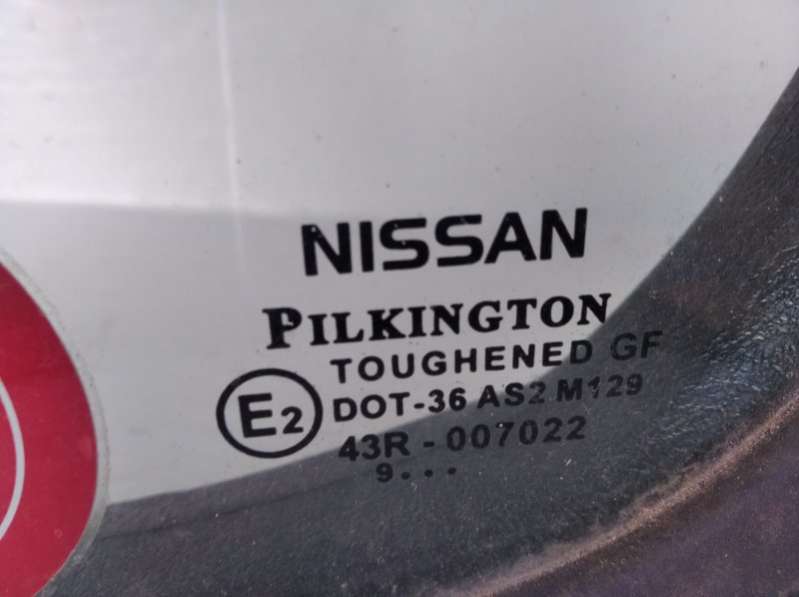 NISSAN
PILKINGTON
TOUGHENED GF
E2
DOT-36 AS2 M129
43R - 007022
9...